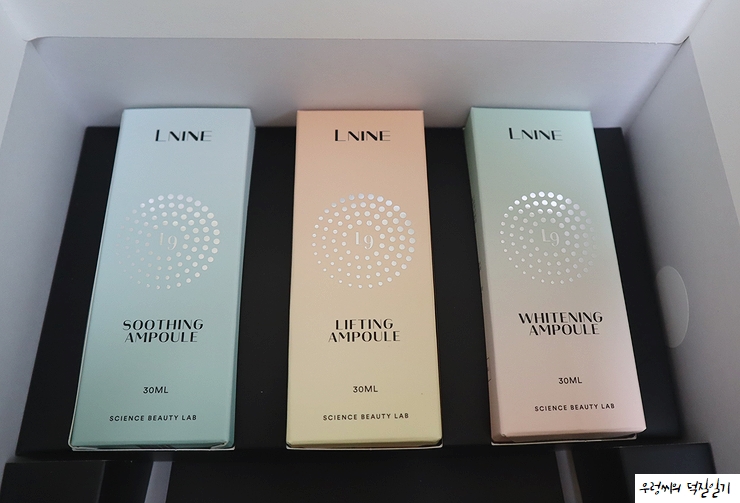 LNINE
L9
SOOTHING
AMPOULE
30ML
SCIENCE BEAUTY LAB
LNINE
L9
LIFTING
AMPOULE
30ML
SCIENCE BEAUTY LAB
LNINE
L9
WHITENING
AMPOULE
30ML
SCIENCE BEAUTY LAB
우렁씨의 덕질일기